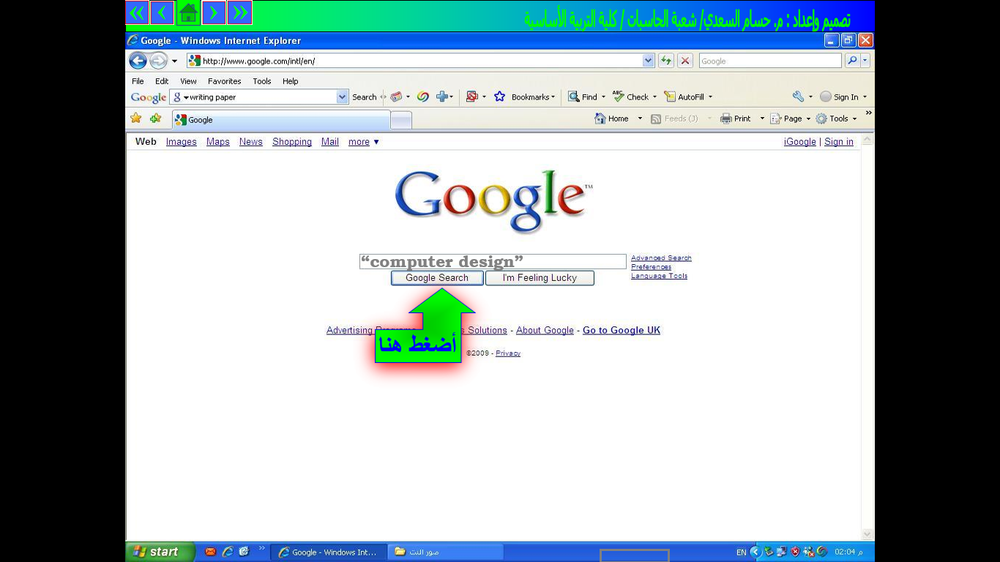 تصميم وإعداد : م. حسام السعدي/ شعبة الحاسبات / كلية التربية الأساسية
Google - Windows Internet Explorer
http://www.google.com/intl/en/
Google
File Edit View Favorites Tools Help
Google writing paper Search Bookmarks Find Check AutoFill Sign In
Google Home Feeds (J) Print Page Tools
Web Images Maps News Shopping Mail more iGoogle | Sign in
Google™
“computer design”
Advanced Search
Preferences
Language Tools
Google Search I'm Feeling Lucky
Advertising Solutions - About Google - Go to Google UK
أضغط هنا
©2009 - Privacy
start Google - Windows Int... صور النت EN 02:04 م